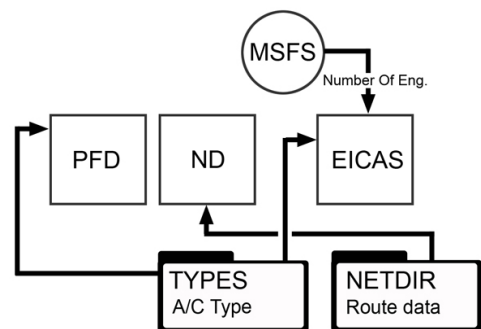 MSFS
Number Of Eng.
PFD
ND
EICAS
TYPES
A/C Type
NETDIR
Route data